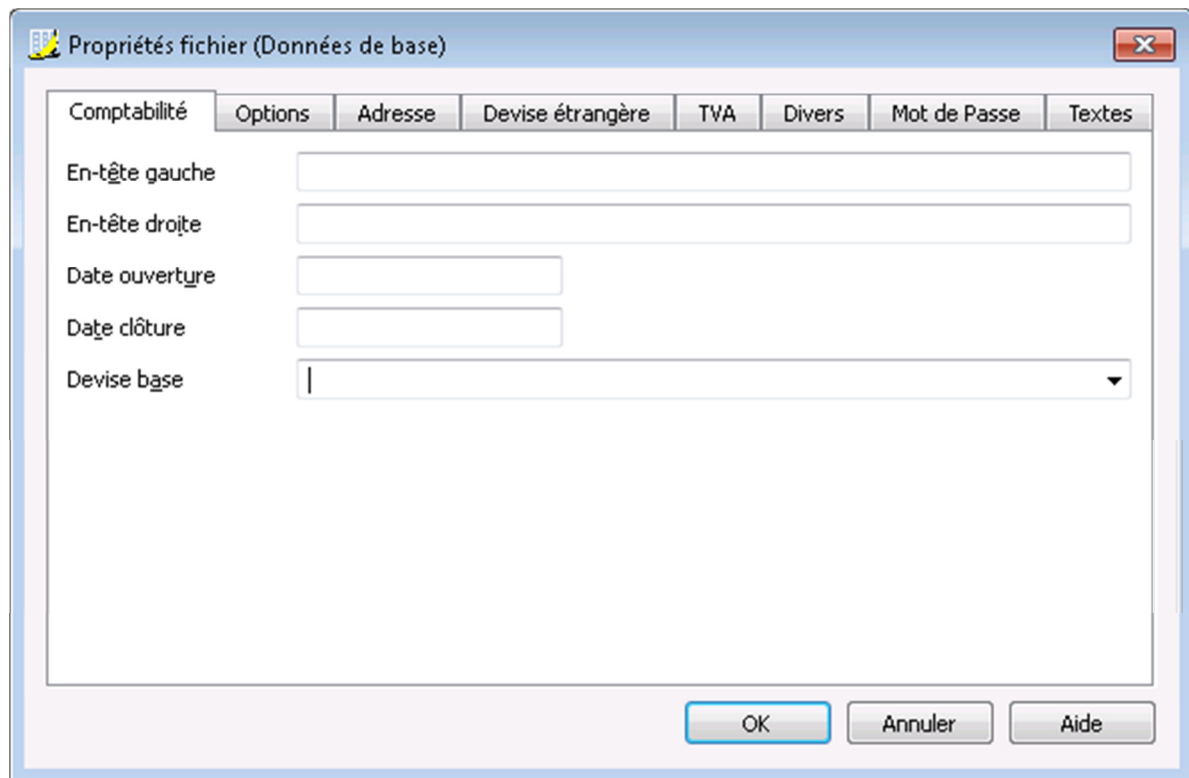 Propriétés fichier (Données de base)
Comptabilité Options Adresse Devise étrangère TVA Divers Mot de Passe Textes
En-tête gauche
En-tête droite
Date ouverture
Date clôture
Devise base
OK Annuler Aide